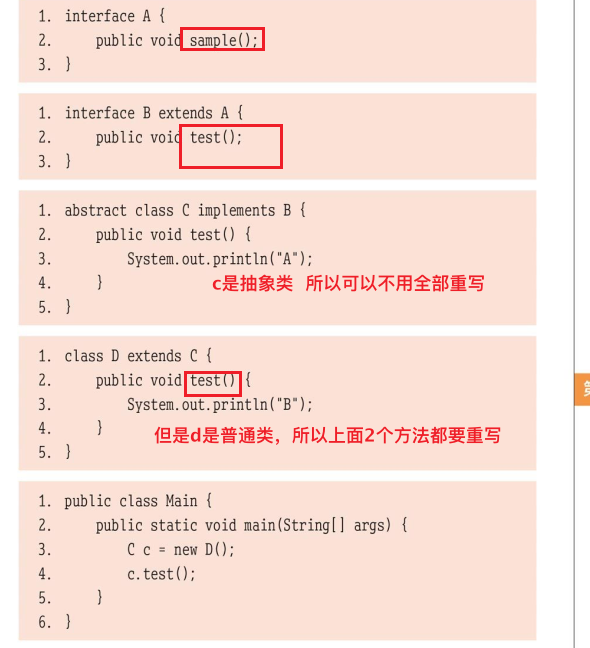 1. interface A {
2. public void sample();
3. }
1. interface B extends A {
2. public void test();
3. }
1. abstract class C implements B {
2. public void test() {
3. System.out.println("A");
4. }
c是抽象类 所以可以不用全部重写
5. }
1. class D extends C {
2. public void test() {
3. System.out.println("B");
4. }
但是d是普通类，所以上面2个方法都要重写
5. }
1. public class Main {
2. public static void main(String[] args) {
3. C c = new D();
4. c.test();
5. }
6. }